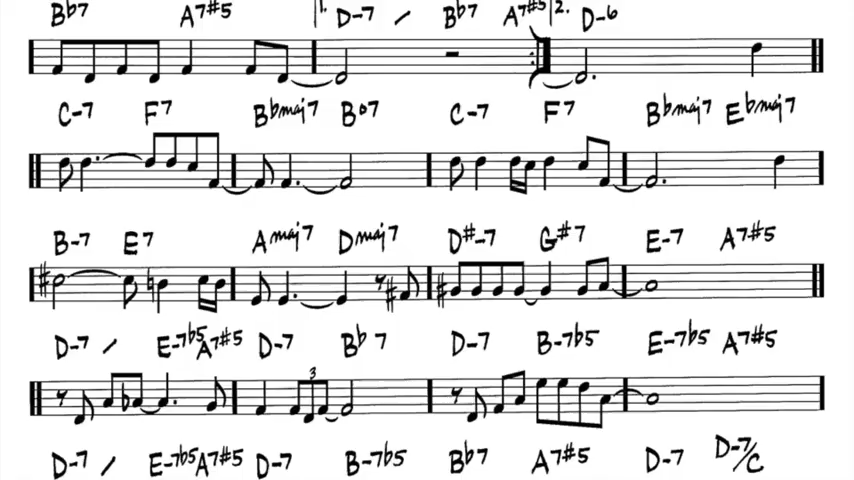 Bb7 A7#5 1. D-7 / Bb7 A7#5 2. D-6
C-7 F7 Bbmaj7 Bo7 C-7 F7 Bbmaj7 Ebmaj7
B-7 E7 Amaj7 Dmaj7 D#-7 G#7 E-7 A7#5
D-7 / E-7b5 A7#5 D-7 Bb7 D-7 B-7b5 E-7b5 A7#5
3
D-7 / E-7b5 A7#5 D-7 B-7b5 Bb7 A7#5 D-7 D-7/C